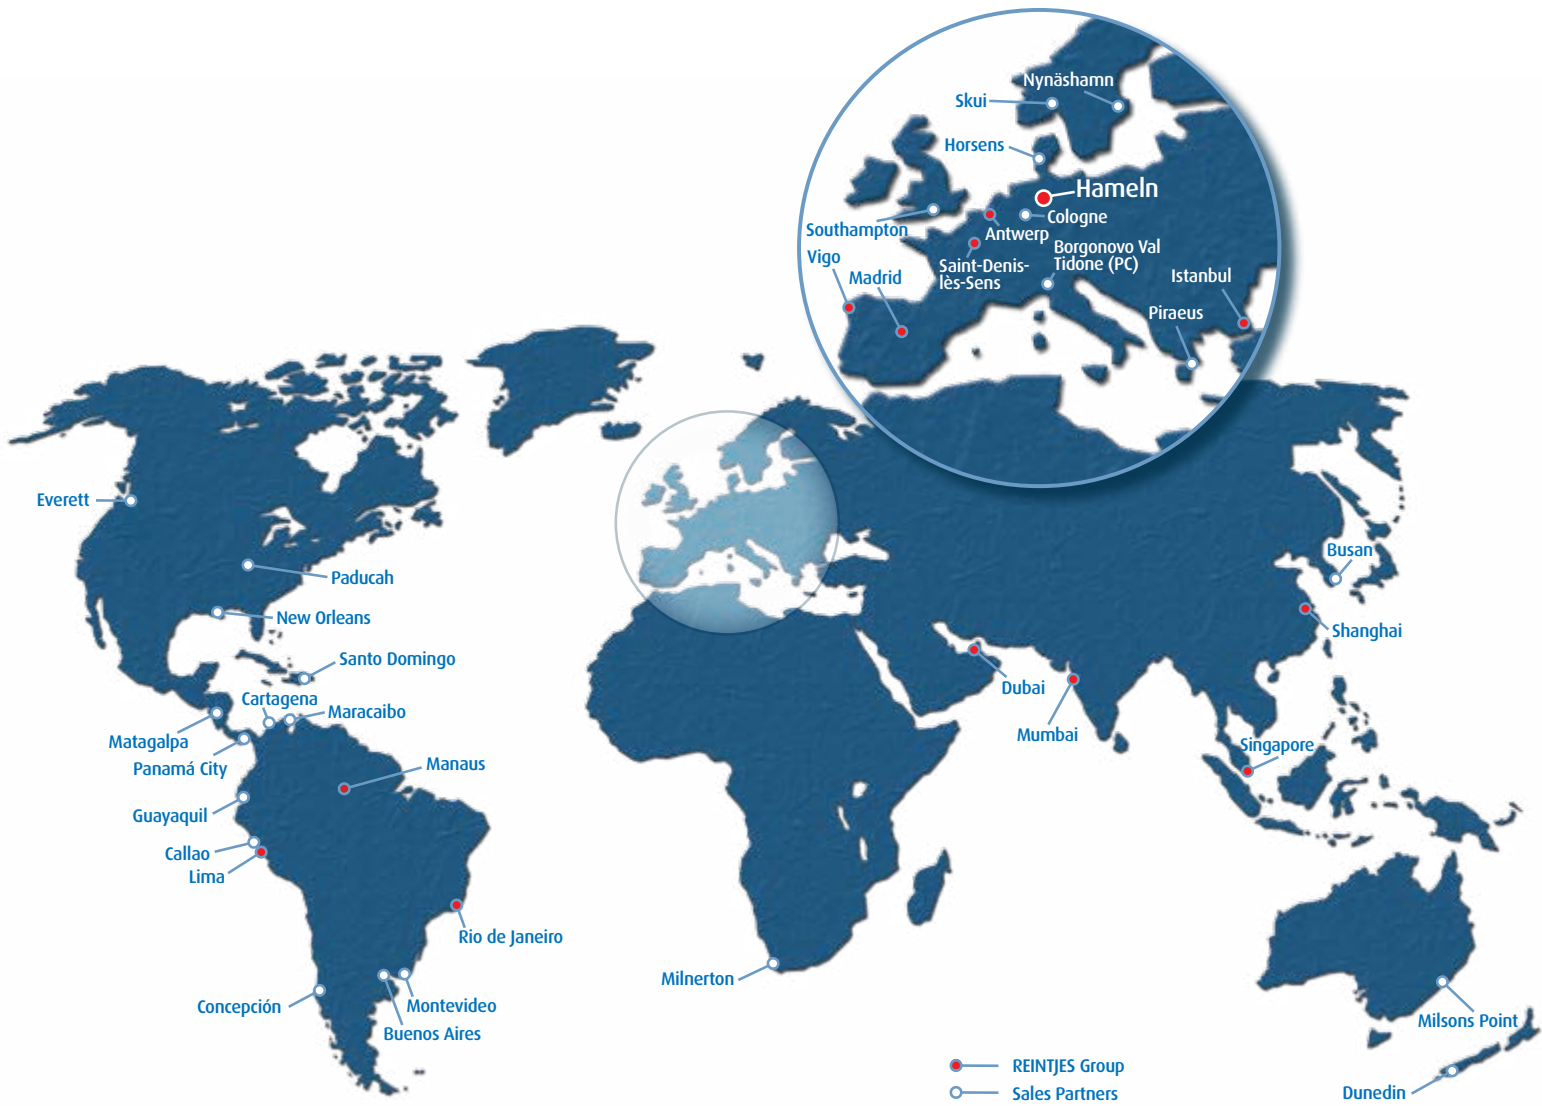 Nynäshamn
Skui
Horsens
Hameln
Cologne
Southampton
Antwerp
Vigo
Saint-Denis-
lès-Sens
Borgonovo Val
Tidone (PC)
Madrid
Istanbul
Piraeus
Everett
Paducah
New Orleans
Santo Domingo
Cartagena
Maracaibo
Matagalpa
Panamá City
Manaus
Guayaquil
Callao
Lima
Rio de Janeiro
Concepción
Montevideo
Buenos Aires
Milnerton
Busan
Shanghai
Dubai
Mumbai
Singapore
Milsons Point
Dunedin
REINTJES Group
Sales Partners